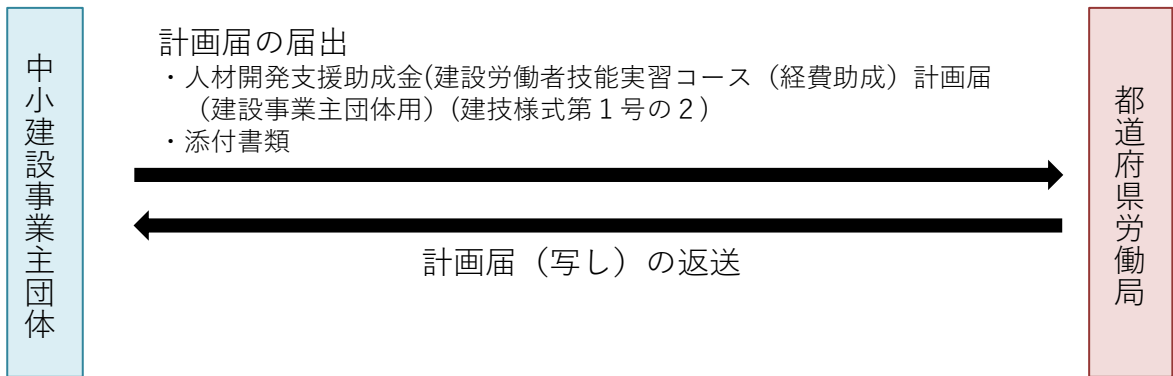 中小建設事業主団体
計画届の届出
・人材開発支援助成金(建設労働者技能実習コース（経費助成）計画届
（建設事業主団体用）(建技様式第１号の２)
・添付書類
計画届（写し）の返送
都道府県労働局